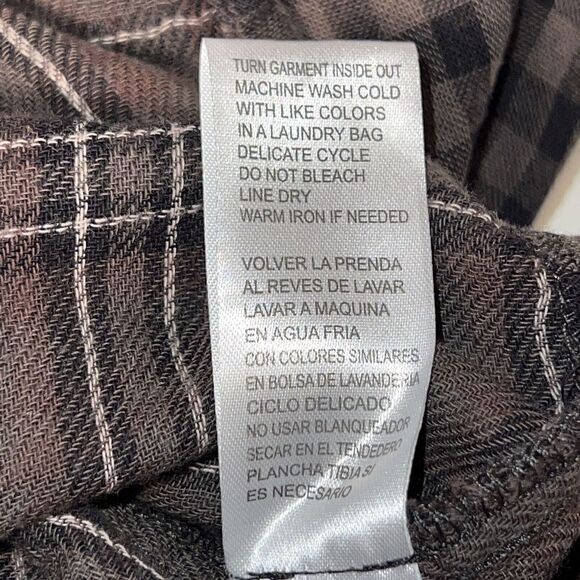 TURN GARMENT INSIDE OUT
MACHINE WASH COLD
WITH LIKE COLORS
IN A LAUNDRY BAG
DELICATE CYCLE
DO NOT BLEACH
LINE DRY
WARM IRON IF NEEDED
VOLVER LA PRENDA
AL REVES DE LAVAR
LAVAR A MAQUINA
EN AGUA FRIA
CON COLORES SIMILARES
EN BOLSA DE LAVANDERIA
CICLO DELICADO
NO USAR BLANQUEADOR
SECAR EN EL TENDEDERO
PLANCHA TIBIA SI
ES NECESARIO